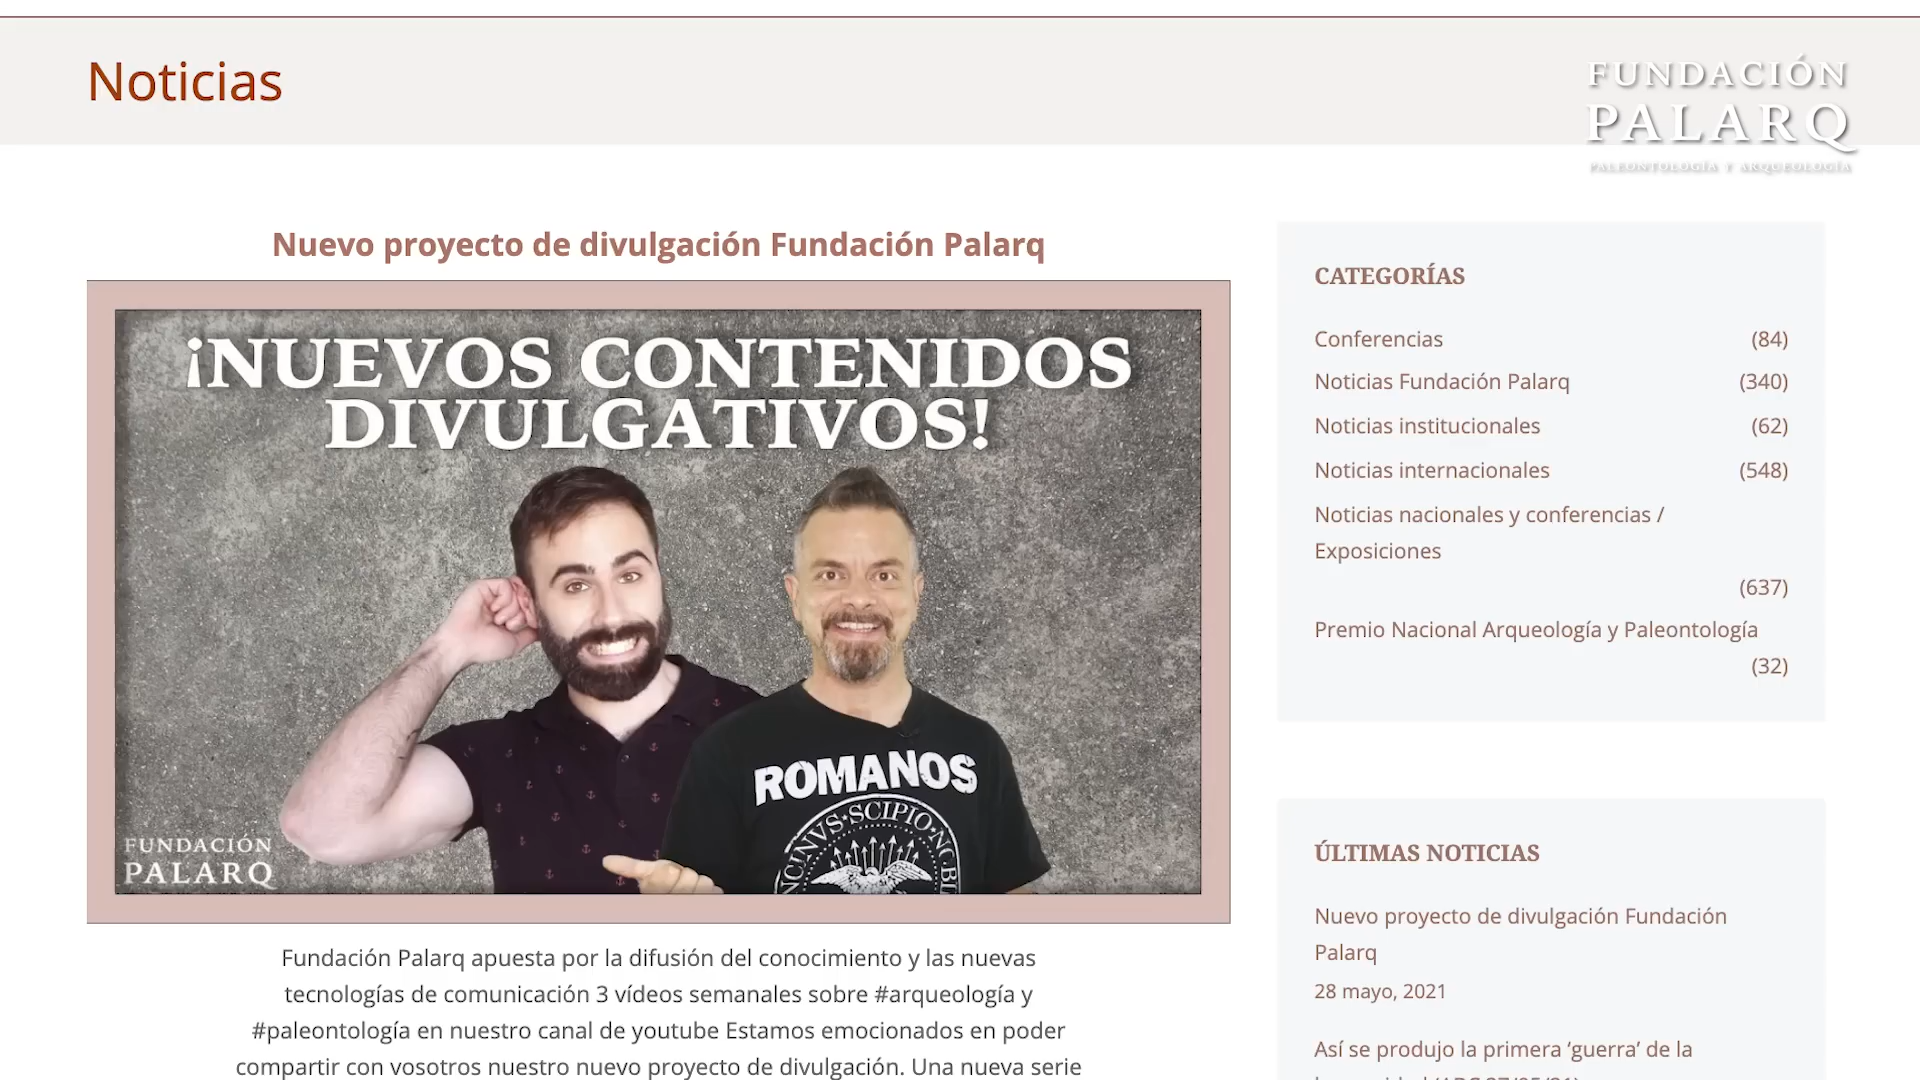 Noticias
FUNDACIÓN
PALARQ
PALEONTOLOGÍA Y ARQUEOLOGÍA
Nuevo proyecto de divulgación Fundación Palarq
¡NUEVOS CONTENIDOS
DIVULGATIVOS!
ROMANOS
SCIPIO
FUNDACIÓN
PALARQ
Fundación Palarq apuesta por la difusión del conocimiento y las nuevas
tecnologías de comunicación 3 vídeos semanales sobre #arqueología y
#paleontología en nuestro canal de youtube Estamos emocionados en poder
compartir con vosotros nuestro nuevo proyecto de divulgación. Una nueva serie
CATEGORÍAS
Conferencias (84)
Noticias Fundación Palarq (340)
Noticias institucionales (62)
Noticias internacionales (548)
Noticias nacionales y conferencias /
Exposiciones
(637)
Premio Nacional Arqueología y Paleontología
(32)
ÚLTIMAS NOTICIAS
Nuevo proyecto de divulgación Fundación
Palarq
28 mayo, 2021
Así se produjo la primera ‘guerra’ de la